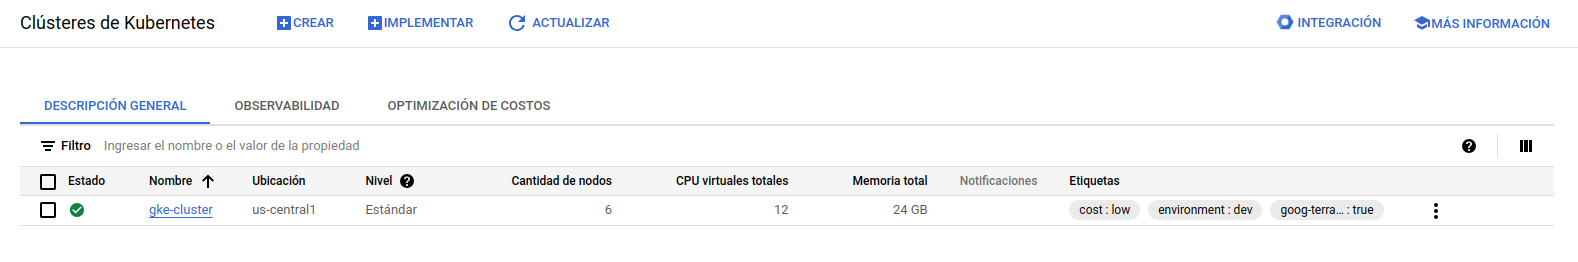 Clústeres de Kubernetes CREAR IMPLEMENTAR ACTUALIZAR INTEGRACIÓN MÁS INFORMACIÓN
DESCRIPCIÓN GENERAL OBSERVABILIDAD OPTIMIZACIÓN DE COSTOS
Filtro Ingresar el nombre o el valor de la propiedad
Estado Nombre Ubicación Nivel Cantidad de nodos CPU virtuales totales Memoria total Notificaciones Etiquetas
gke-cluster us-central1 Estándar 6 12 24 GB cost : low environment : dev goog-terra... : true